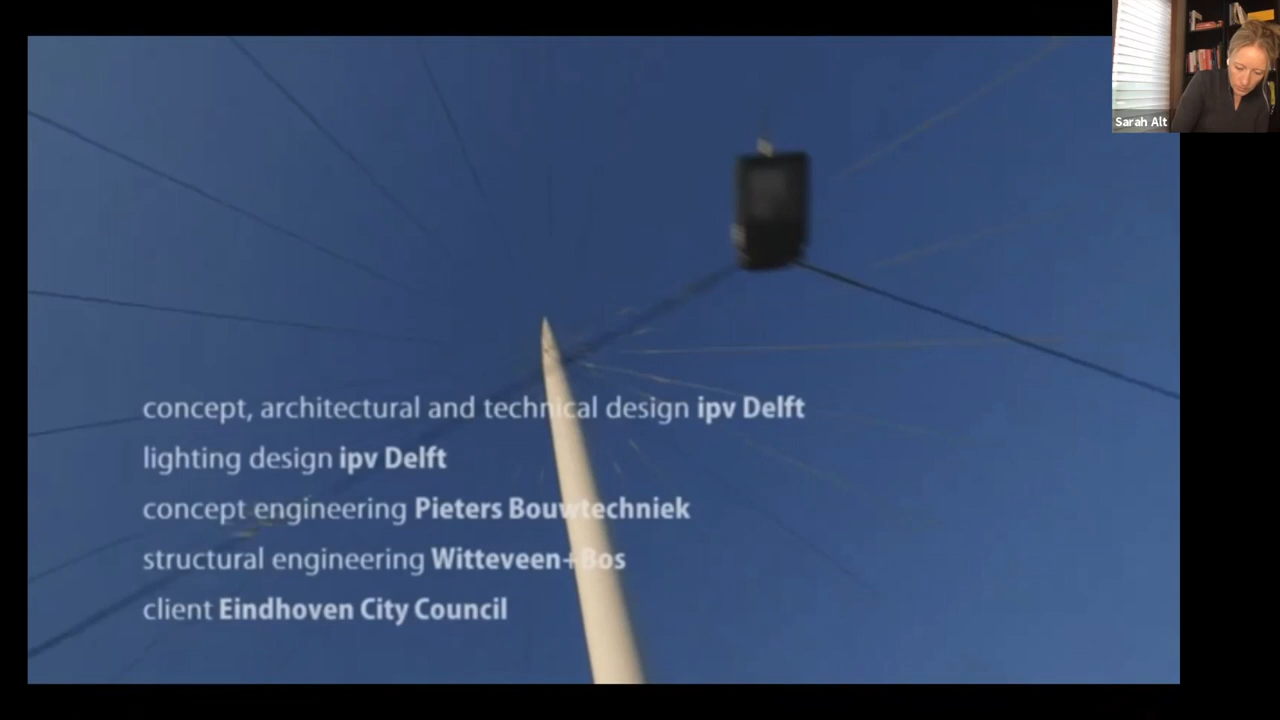 Sarah Alt
concept, architectural and technical design ipv Delft
lighting design ipv Delft
concept engineering Pieters Bouwtechniek
structural engineering Witteveen+Bos
client Eindhoven City Council